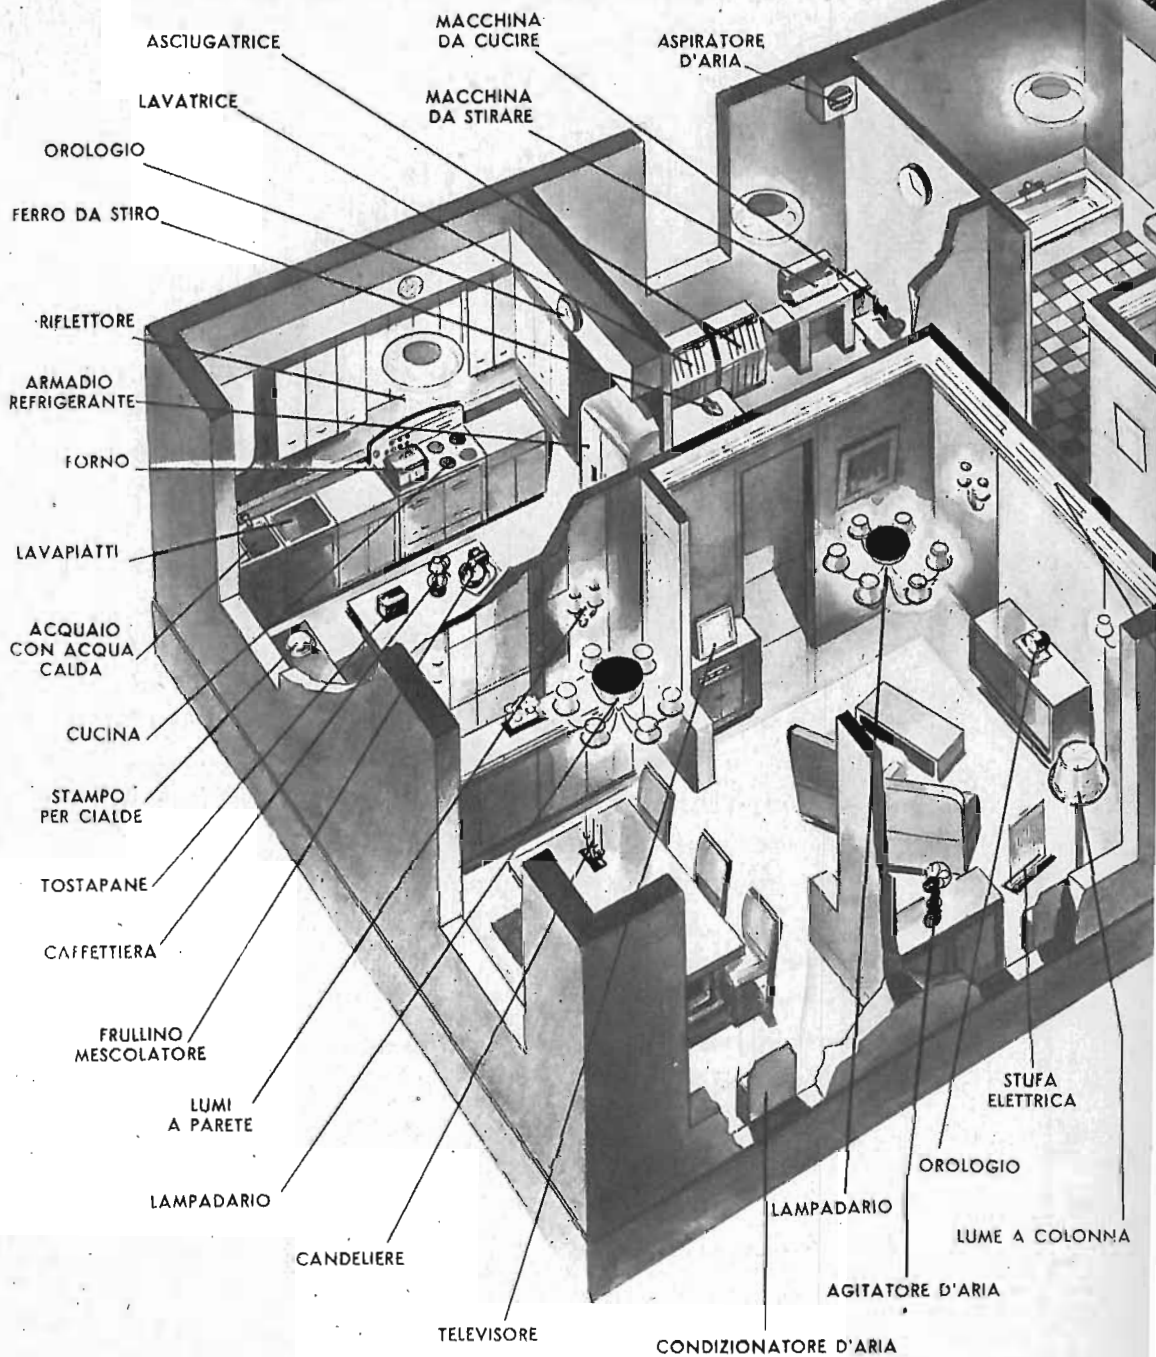 MACCHINA
DA CUCIRE
ASCIUGATRICE
ASPIRATORE
D'ARIA
LAVATRICE
MACCHINA
DA STIRARE
OROLOGIO
FERRO DA STIRO
RIFLETTORE
ARMADIO
REFRIGERANTE
FORNO
LAVAPIATTI
ACQUAIO
CON ACQUA
CALDA
CUCINA
STAMPO
PER CIALDE
TOSTAPANE
CAFFETTIERA
FRULLINO
MESCOLATORE
LUMI
A PARETE
LAMPADARIO
CANDELIERE
TELEVISORE
CONDIZIONATORE D'ARIA
LAMPADARIO
AGITATORE D'ARIA
OROLOGIO
STUFA
ELETTRICA
LUME A COLONNA